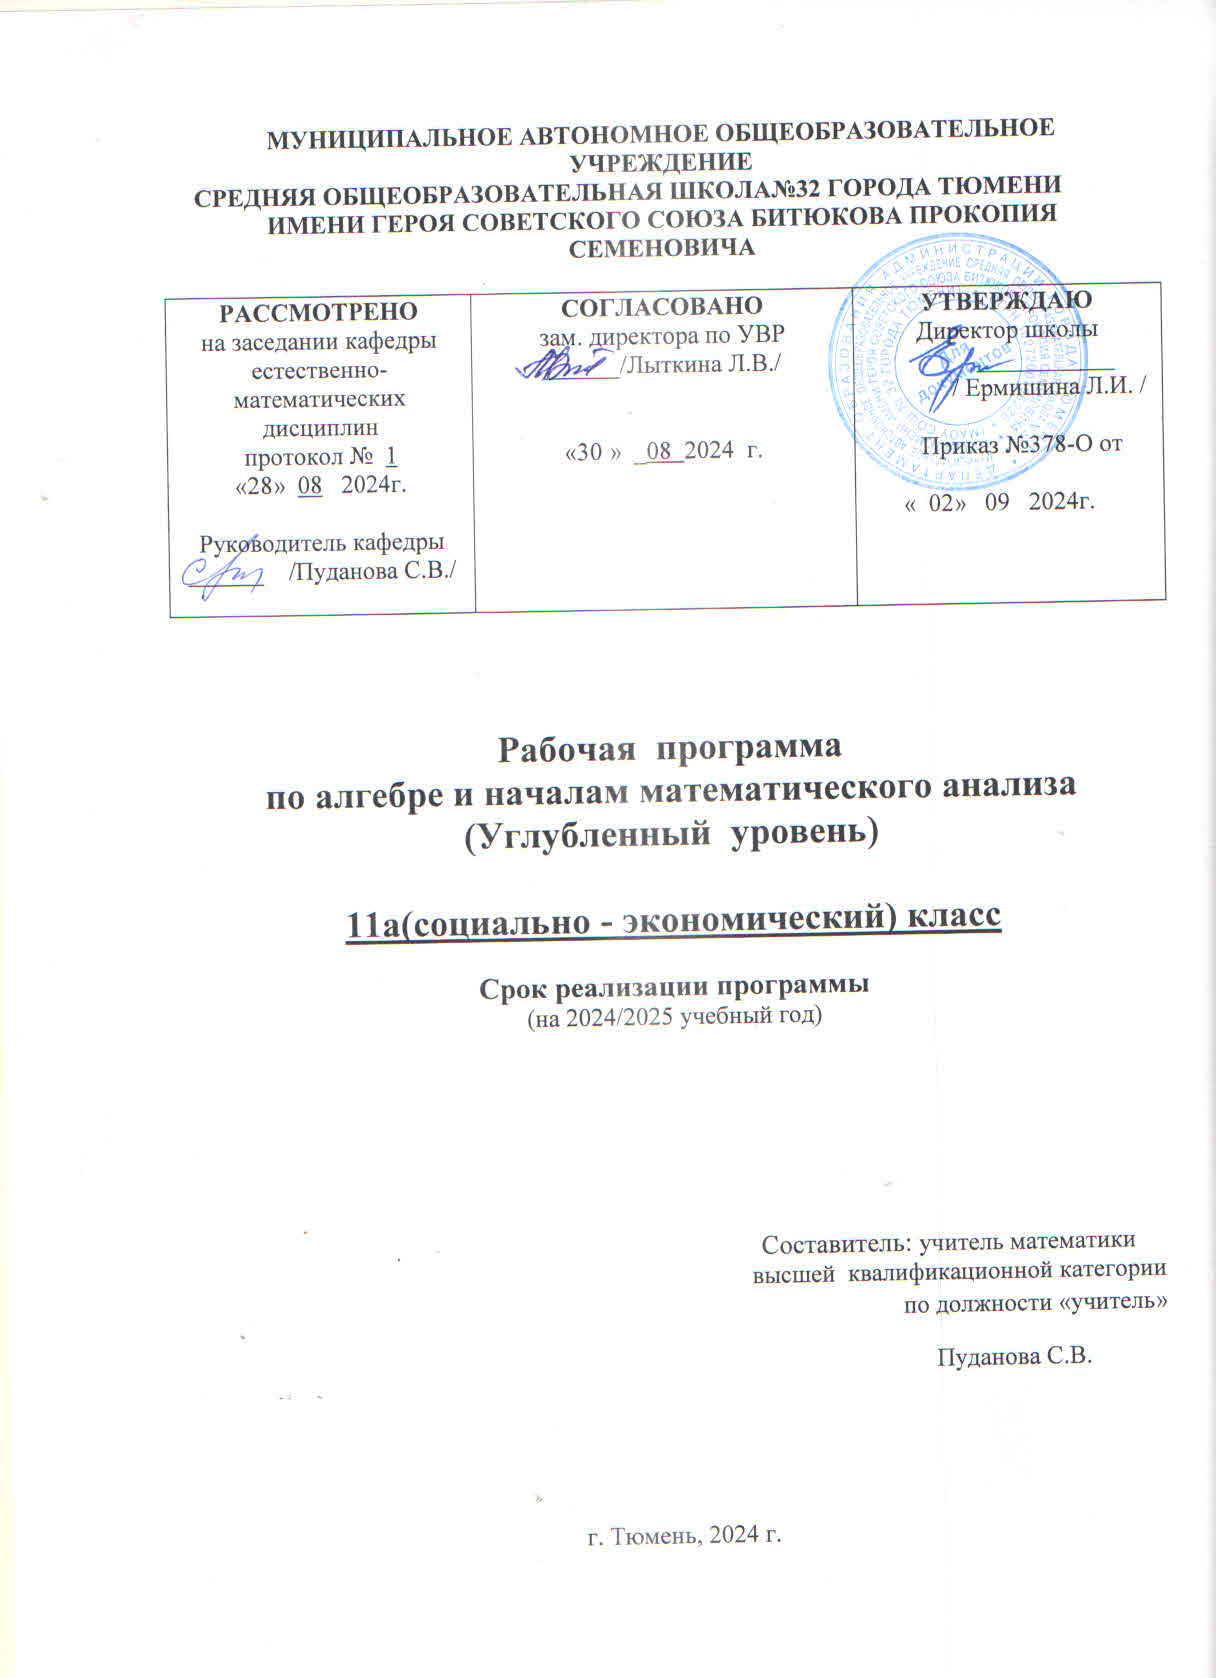 МУНИЦИПАЛЬНОЕ АВТОНОМНОЕ ОБЩЕОБРАЗОВАТЕЛЬНОЕ
УЧРЕЖДЕНИЕ
СРЕДНЯЯ ОБЩЕОБРАЗОВАТЕЛЬНАЯ ШКОЛА№32 ГОРОДА ТЮМЕНИ
ИМЕНИ ГЕРОЯ СОВЕТСКОГО СОЮЗА БИТЮКОВА ПРОКОПИЯ
СЕМЕНОВИЧА
РАССМОТРЕНО
на заседании кафедры
естественно-
математических
дисциплин
протокол № 1
«28» 08 2024г.
Руководитель кафедры
/Пуданова С.В./
СОГЛАСОВАНО
зам. директора по УВР
/Лыткина Л.В./
«30 » 08 2024 г.
УТВЕРЖДАЮ
Директор школы
/ Ермишина Л.И. /
Приказ №378-О от
« 02» 09 2024г.
Для
документов
Рабочая программа
по алгебре и началам математического анализа
(Углубленный уровень)
11а(социально - экономический) класс
Срок реализации программы
(на 2024/2025 учебный год)
Составитель: учитель математики
высшей квалификационной категории
по должности «учитель»
Пуданова С.В.
г. Тюмень, 2024 г.